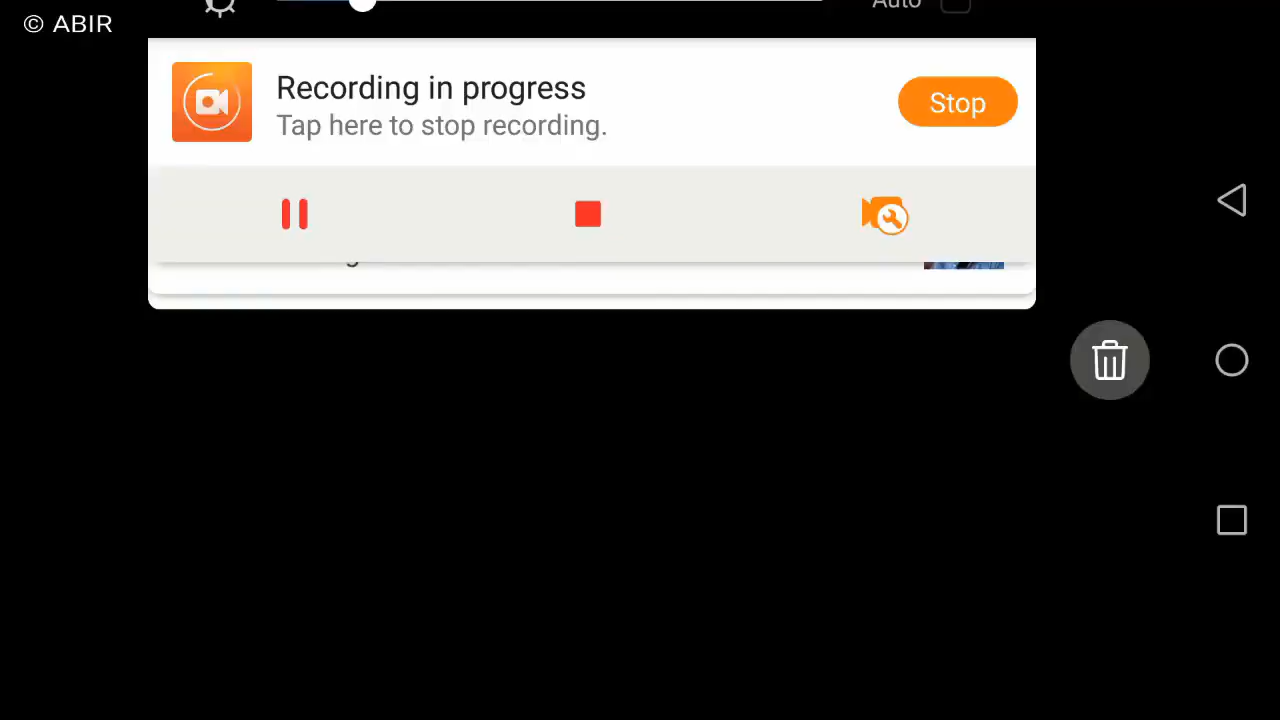 © ABIR
Auto
Recording in progress
Tap here to stop recording.
Stop